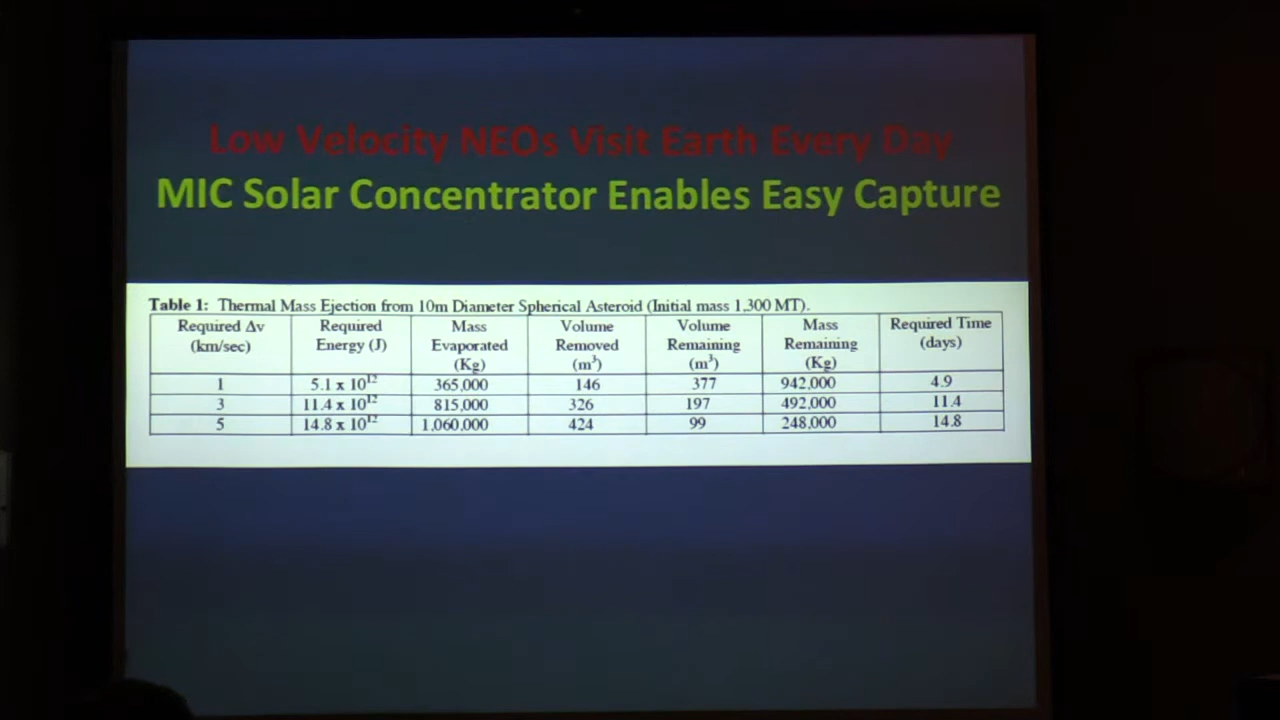 Low Velocity NEOs Visit Earth Every Day
MIC Solar Concentrator Enables Easy Capture
Table 1: Thermal Mass Ejection from 10m Diameter Spherical Asteroid (Initial mass 1,300 MT).
Required Δv (km/sec) Required Energy (J) Mass Evaporated (Kg) Volume Removed (m³) Volume Remaining (m³) Mass Remaining (Kg) Required Time (days)
1 5.1 x 10¹² 365,000 146 377 942,000 4.9
3 11.4 x 10¹² 815,000 326 197 492,000 11.4
5 14.8 x 10¹² 1,060,000 424 99 248,000 14.8